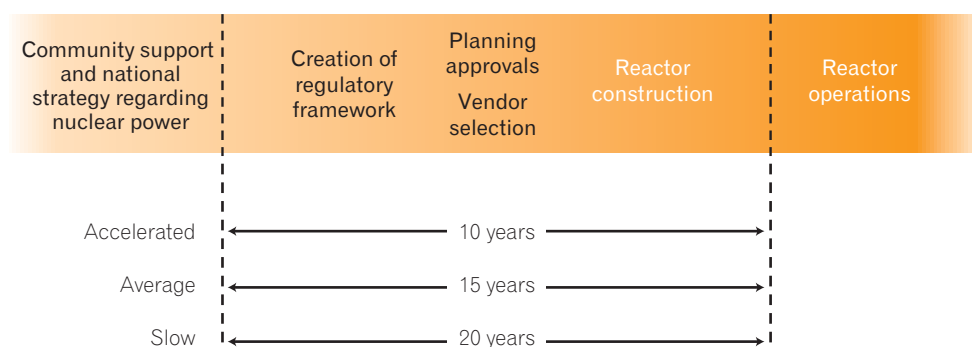 Community support
and national
strategy regarding
nuclear power
Creation of
regulatory
framework
Planning
approvals
Vendor
selection
Reactor
construction
Reactor
operations
Accelerated
10 years
Average
15 years
Slow
20 years